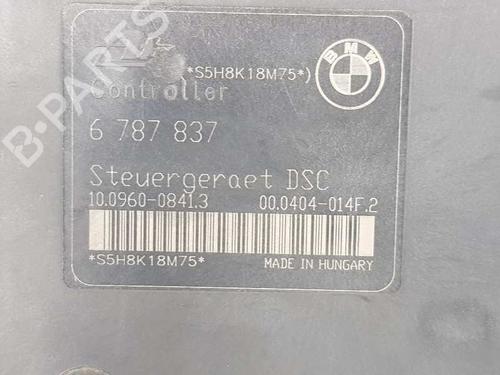 *S5H8K18M75*)
BMW
Controller
6 787 837
Steuergeraet DSC
10.0960-0841.3 00.0404-014F.2
*S5H8K18M75* MADE IN HUNGARY
B-PARTS